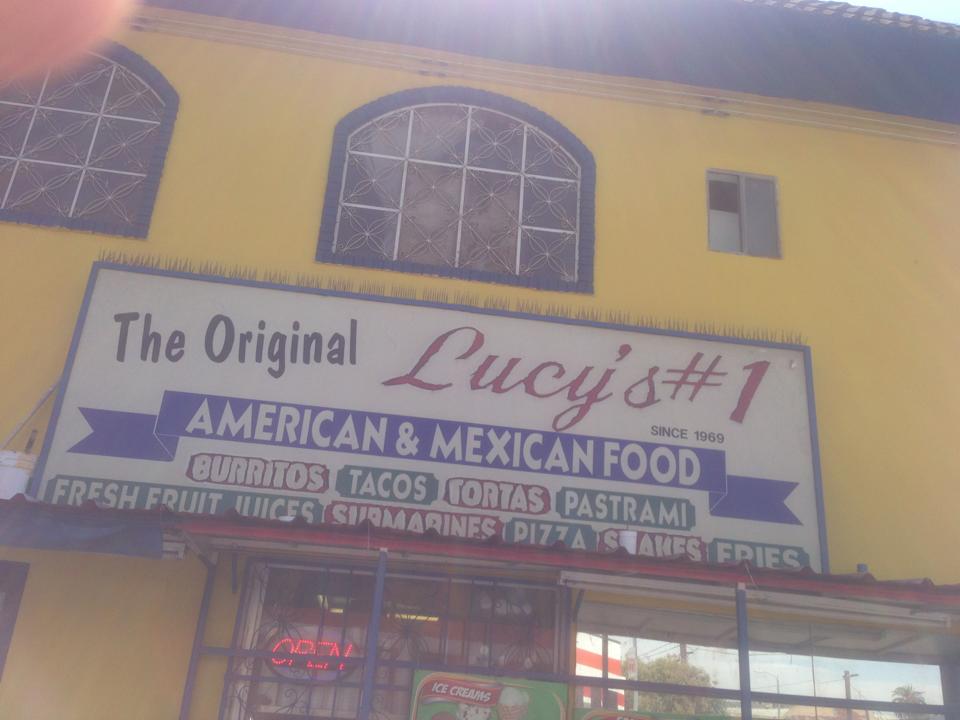 The Original Lucy's #1
SINCE 1969
AMERICAN & MEXICAN FOOD
BURRITOS TACOS TORTAS PASTRAMI
FRESH FRUIT JUICES SUBMARINES PIZZA SHAKES FRIES
OPEN
ICE CREAMS